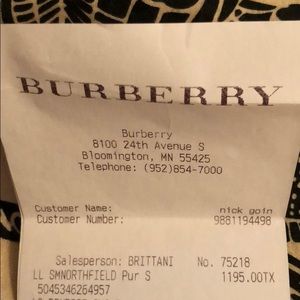 BURBERRY
Burberry
8100 24th Avenue S
Bloomington, MN 55425
Telephone: (952)854-7000
Customer Name: nick goin
Customer Number: 9881194498
Salesperson: BRITTANI No. 75218
LL SMNORTHFIELD Pur S 1195.00TX
5045346264957